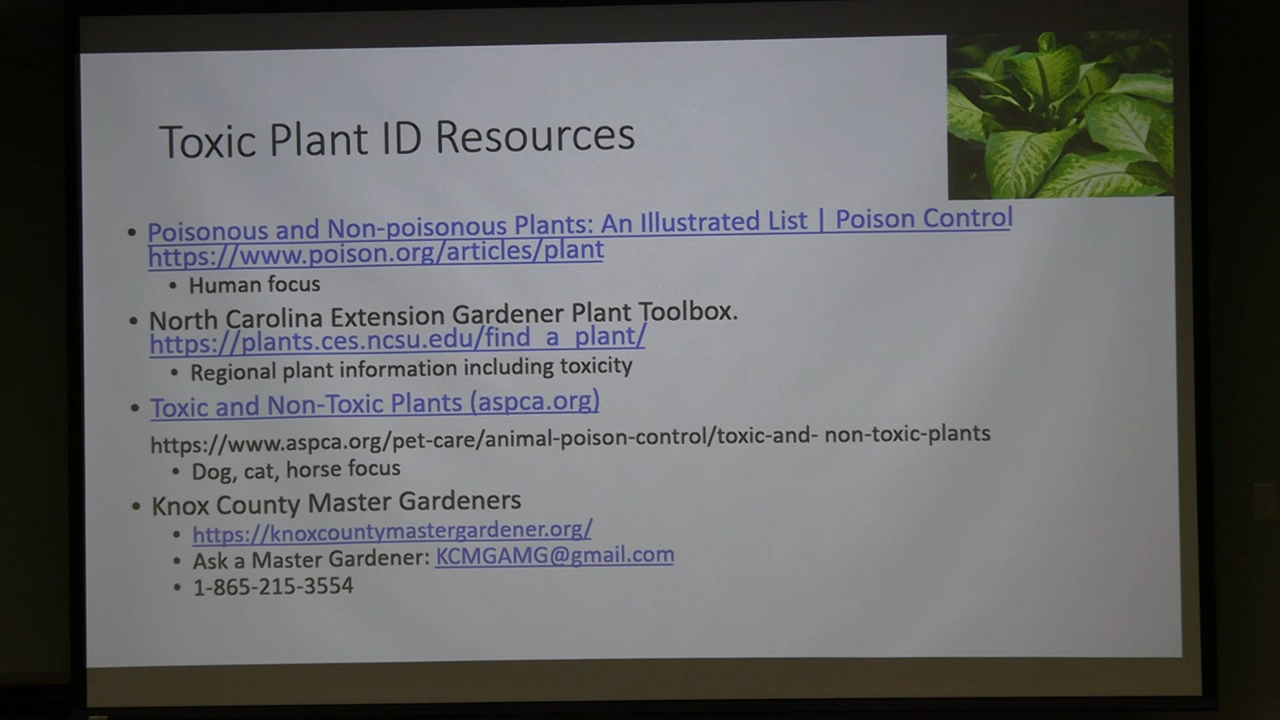 Toxic Plant ID Resources
• Poisonous and Non-poisonous Plants: An Illustrated List | Poison Control
https://www.poison.org/articles/plant
• Human focus
• North Carolina Extension Gardener Plant Toolbox.
https://plants.ces.ncsu.edu/find_a_plant/
• Regional plant information including toxicity
• Toxic and Non-Toxic Plants (aspca.org)
https://www.aspca.org/pet-care/animal-poison-control/toxic-and- non-toxic-plants
• Dog, cat, horse focus
• Knox County Master Gardeners
• https://knoxcountymastergardener.org/
• Ask a Master Gardener: KCMGAMG@gmail.com
• 1-865-215-3554